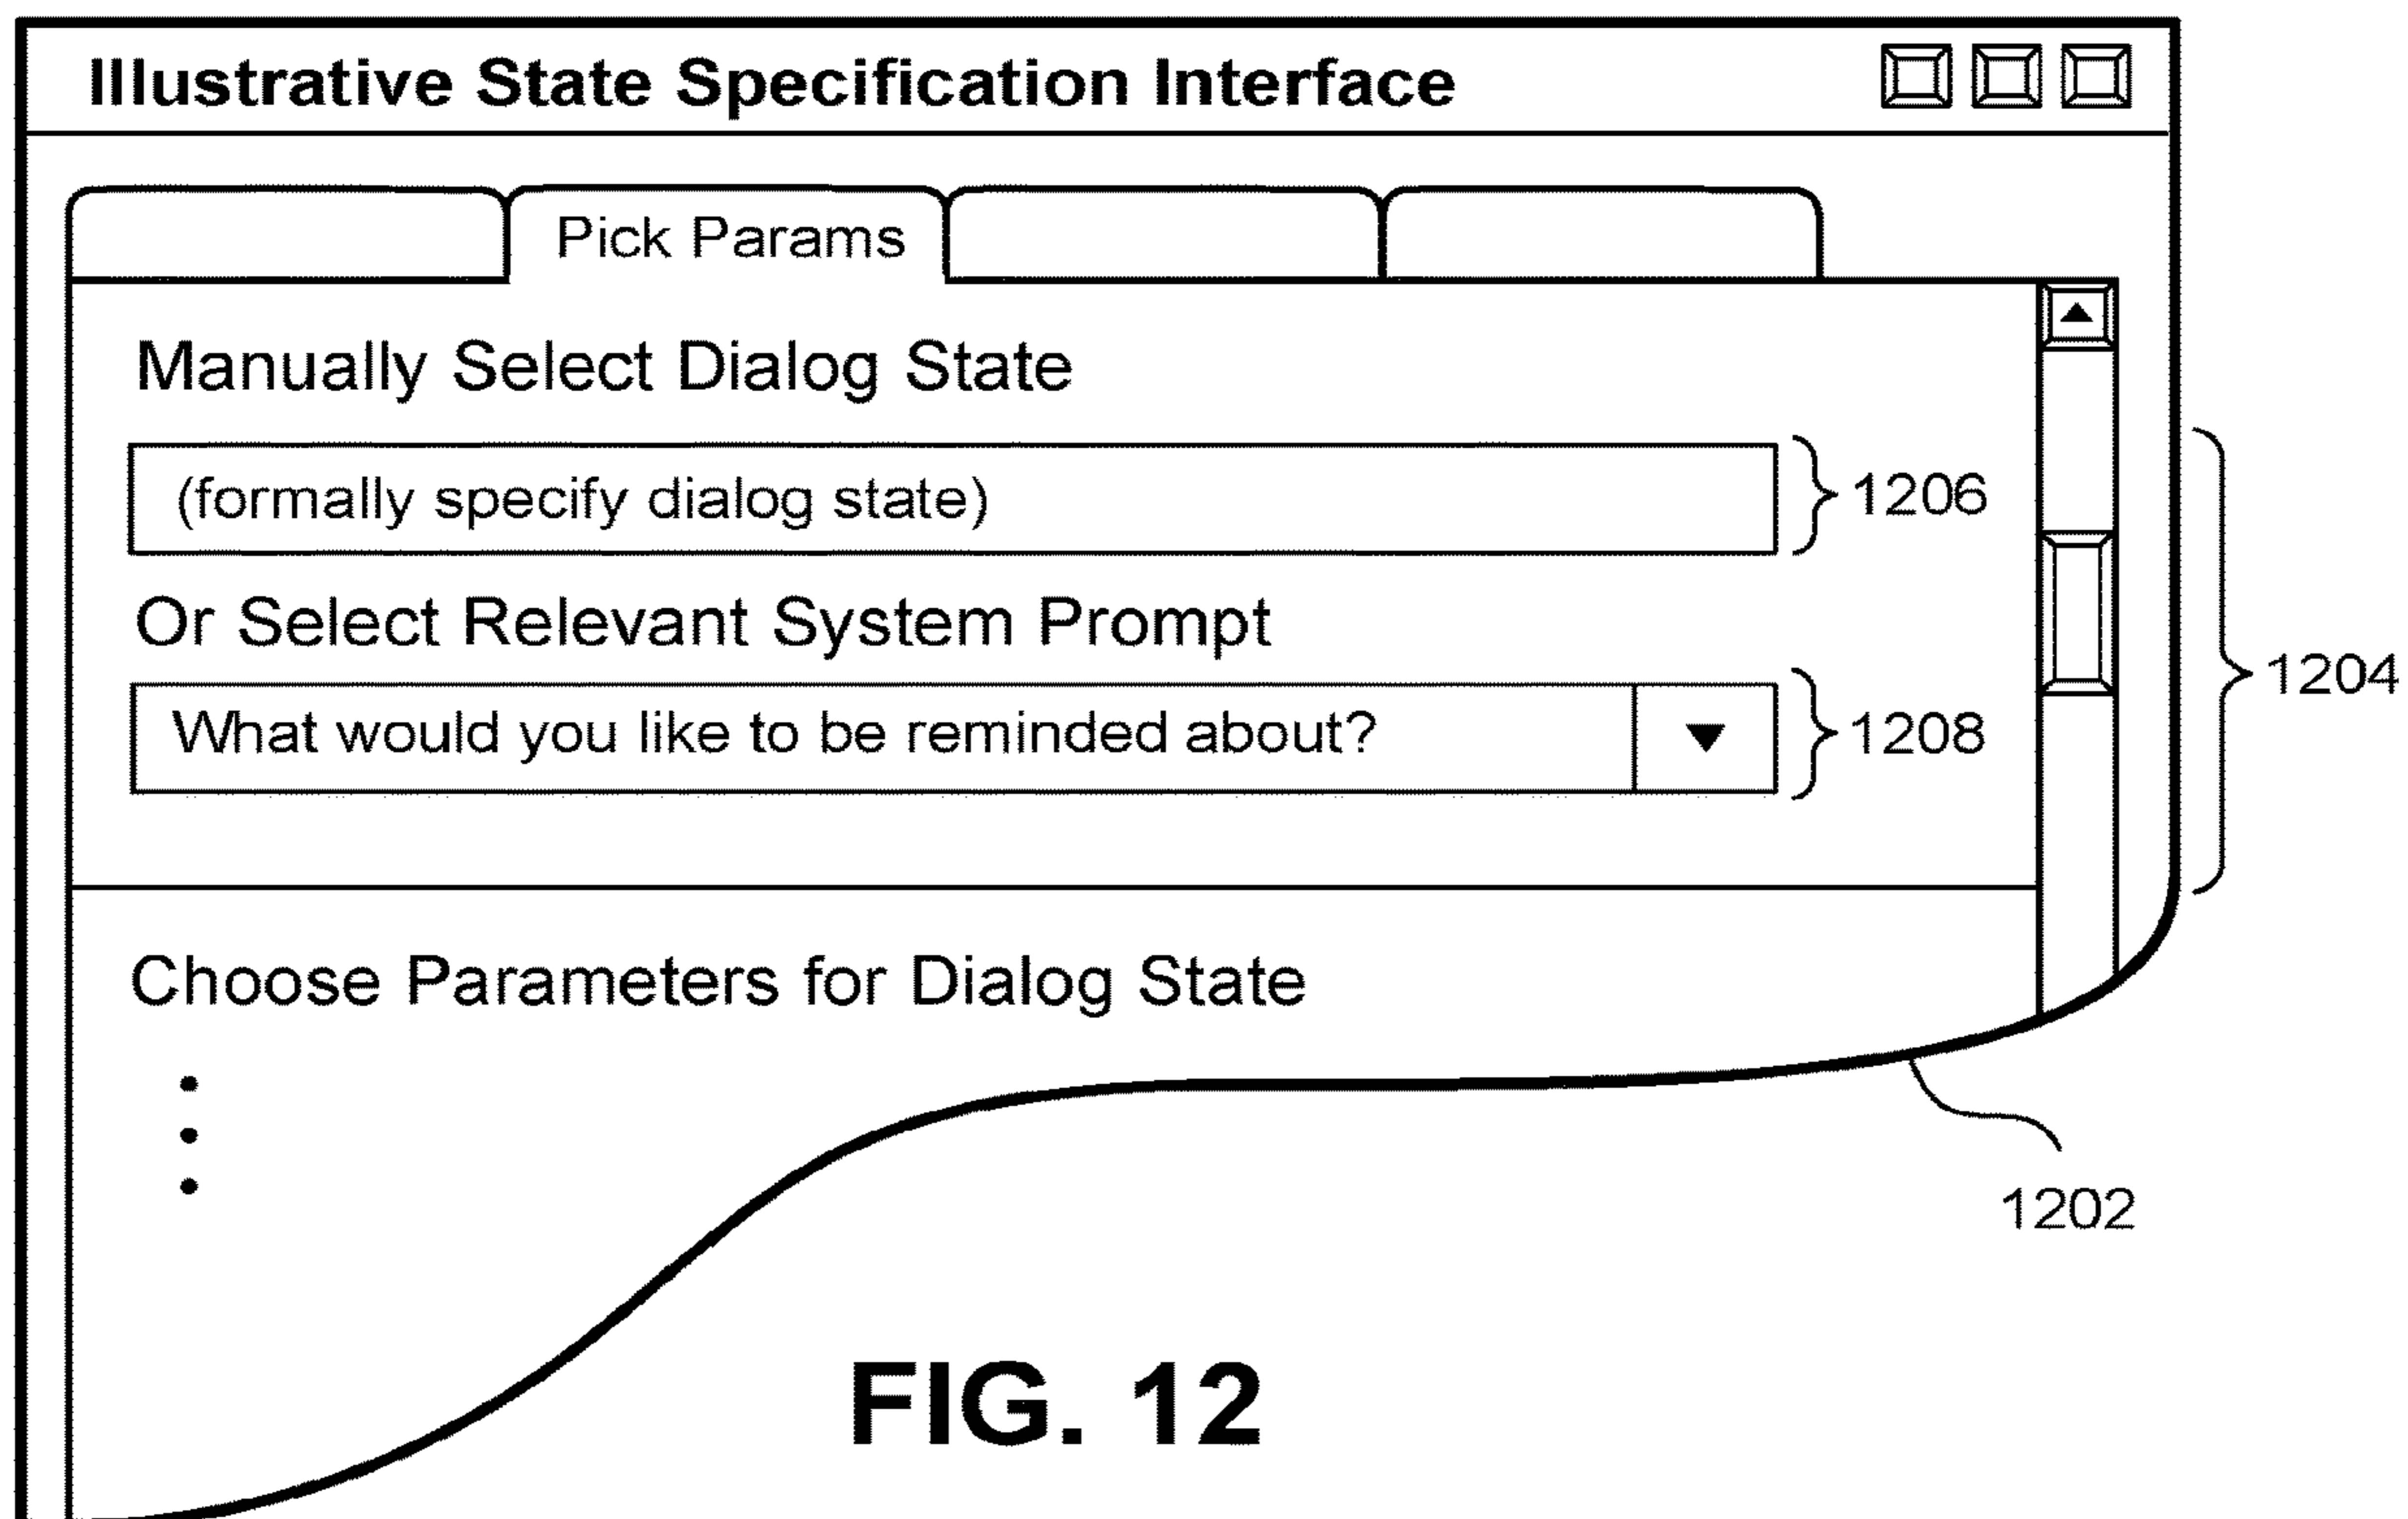 Illustrative State Specification Interface
Pick Params
Manually Select Dialog State
(formally specify dialog state)
1206
Or Select Relevant System Prompt
1204
What would you like to be reminded about?
1208
Choose Parameters for Dialog State
1202
FIG. 12